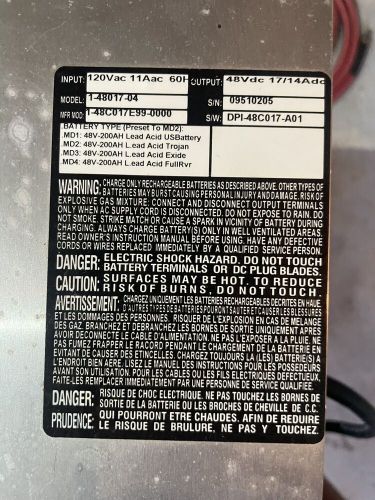 INPUT: 120Vac 11Aac 60H OUTPUT: 48Vdc 17/14Adc
MODEL: 1-48017-04 S/N: 09510205
MFR MOD: 1-48C017E99-0000 S/W: DPI-48C017-A01
BATTERY TYPE (Preset To MD2):
.MD1: 48V-200AH Lead Acid USBattery
.MD2: 48V-200AH Lead Acid Trojan
.MD3: 48V-200AH Lead Acid Exide
.MD4: 48V-200AH Lead Acid FullRvr
WARNING: CHARGE ONLY RECHARGEABLE BATTERIES AS DESCRIBED. OTHER TYPES OF
BATTERIES MAY BURST CAUSING PERSONAL INJURY AND DAMAGE. RISK OF
EXPLOSIVE GAS MIXTURE: CONNECT AND DISCONNECT OUTPUT TERMINALS
ONLY WHEN AC SUPPLY CORD IS DISCONNECTED. DO NOT EXPOSE TO RAIN. DO
NOT SMOKE STRIKE MATCH OR CAUSE A SPARK IN VICINITY OF BATTERY DURING
CHARGING. ALWAYS CHARGE BATTERY(S) ONLY IN WELL VENTILATED AREAS.
READ OWNER'S INSTRUCTION MANUAL BEFORE USING. HAVE ANY DEFECTIVE
CORDS OR WIRES REPLACED IMMEDIATELY BY A QUALIFIED SERVICE PERSON.
DANGER: ELECTRIC SHOCK HAZARD. DO NOT TOUCH
BATTERY TERMINALS OR DC PLUG BLADES.
CAUTION: SURFACES MAY BE HOT. TO REDUCE
RISK OF BURNS, DO NOT TOUCH.
AVERTISSEMENT: CHARGEZ UNIQUEMENT LES BATTERIES RECHARGEABLES DECRITES EN HAUT.
D'AUTRES TYPES DE BATTERIES POURONT SAUTER ET CAUSER LES BLESSURES
ET LES DOMMAGES DES PERSONNES. IL Y A UN RISQUE D'EXPLOSION EN CAS DE MELANGE
DES GAZ. BRANCHEZ ET DEBRANCHEZ LES BORNES DE SORTIE UNIQUEMENT APRES
AVOIR DECONNECTE LE CABLE D'ALIMENTATION. NE PAS L'EXPOSER A LA PLUIE. NE
PAS FUMEZ FRAPPER LE CRATON PENDANT LE CHARGEMENT DE LA BATTERIE EN
EVITANT DE CAUSER DES ETINCELLES. CHARGEZ TOUJOURS LA (LES) BATTERIE(S) A
L'ENDROIT BIEN AERE. LISEZ LE MANUEL DES INSTRUCTIONS POUR LES POSSESSEURS
AVANT SON UTILISATION. POUR LES CABLES OU LES FILS ELECTRIQUES DEFECTUEUX,
FAITE-LES REMPLACER IMMEDIATEMENT PAR UNE PERSONNE DE SERVICE QUALIFIE.
DANGER: RISQUE DE CHOC ELECTRIQUE. NE PAS TOUCHEZ LES BORNES DE
SORTIES DE LA BATTERIE OU LES BROCHES DE CHEVILLE DE C.C.
PRUDENCE: QUI POURRONT ETRE CHAUDES. AFIN DE REDUIRE
LE RISQUE DE BRULURE, NE PAS Y TOUCHEZ.